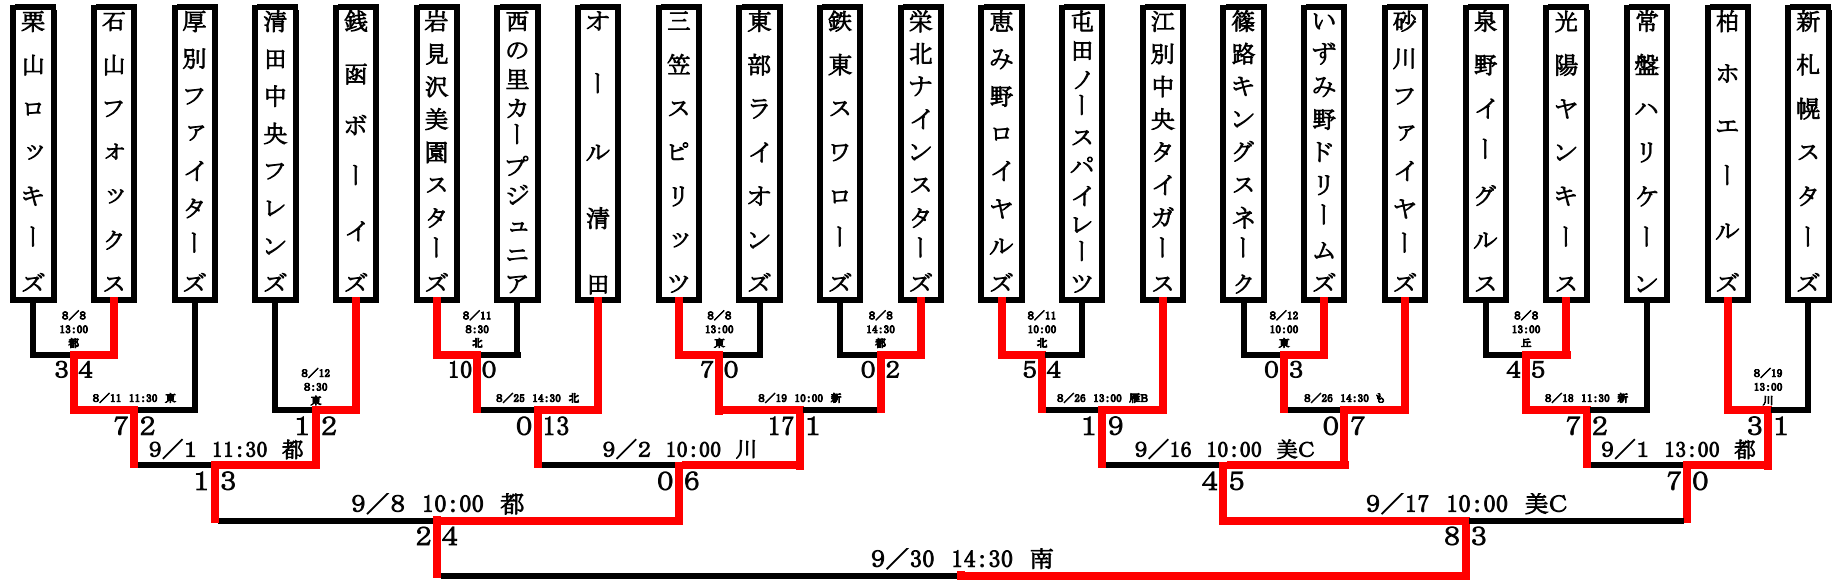 栗山ロッキーズ
石山フォックス
厚別ファイターズ
清田中央フレンズ
銭函ボーイズ
岩見沢美園スターズ
西の里カープジュニア
オール清田
三笠スピリッツ
東部ライオンズ
鉄東スワローズ
栄北ナインスターズ
恵み野ロイヤルズ
屯田ノースパイレーツ
江別中央タイガース
篠路キングスネーク
いずみ野ドリームズ
砂川ファイヤーズ
泉野イーグルス
光陽ヤンキース
常盤ハリケーン
柏ホエールズ
新札幌スターズ
8/8
13:00
都
8/11
8:30
北
8/8
13:00
東
8/8
14:30
都
8/11
10:00
北
8/12
10:00
東
8/8
13:00
丘
3 4
10 0
7 0
0 2
5 4
0 3
4 5
8/12
8:30
東
8/19
13:00
川
8/11 11:30 東
8/25 14:30 北
8/19 10:00 新
8/26 13:00 雁B
8/26 14:30 も
8/18 11:30 新
7 2
1 2
0 13
17 1
1 9
0 7
7 2
3 1
9/1 11:30 都
9/2 10:00 川
9/16 10:00 美C
9/1 13:00 都
1 3
0 6
4 5
7 0
9/8 10:00 都
9/17 10:00 美C
2 4
8 3
9/30 14:30 南